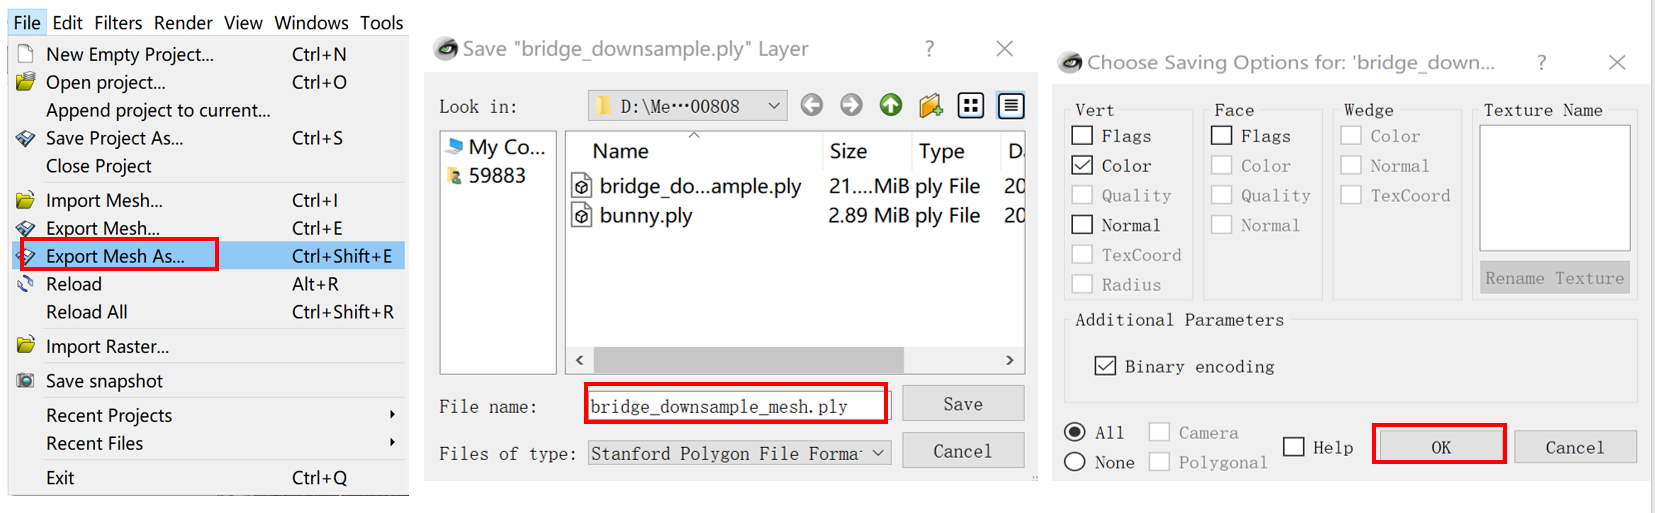 File Edit Filters Render View Windows Tools
New Empty Project... Ctrl+N
Open project... Ctrl+O
Append project to current...
Save Project As... Ctrl+S
Close Project
Import Mesh... Ctrl+I
Export Mesh... Ctrl+E
Export Mesh As... Ctrl+Shift+E
Reload Alt+R
Reload All Ctrl+Shift+R
Import Raster...
Save snapshot
Recent Projects
Recent Files
Exit Ctrl+Q
Save "bridge_downsample.ply" Layer ?
Look in: D:\Me···00808
My Co...
59883
Name Size Type
bridge_do...ample.ply 21....MiB ply File 20
bunny.ply 2.89 MiB ply File 20
File name: bridge_downsample_mesh.ply Save
Files of type: Stanford Polygon File Cancel
Choose Saving Options for: 'bridge_down... ?
Vert Face Wedge Texture Name
Flags Flags Color
Color Color Normal
Quality Quality TexCoord
Normal Normal
TexCoord
Radius
Rename Texture
Additional Parameters
Binary encoding
All Camera
None Polygonal
Help OK Cancel